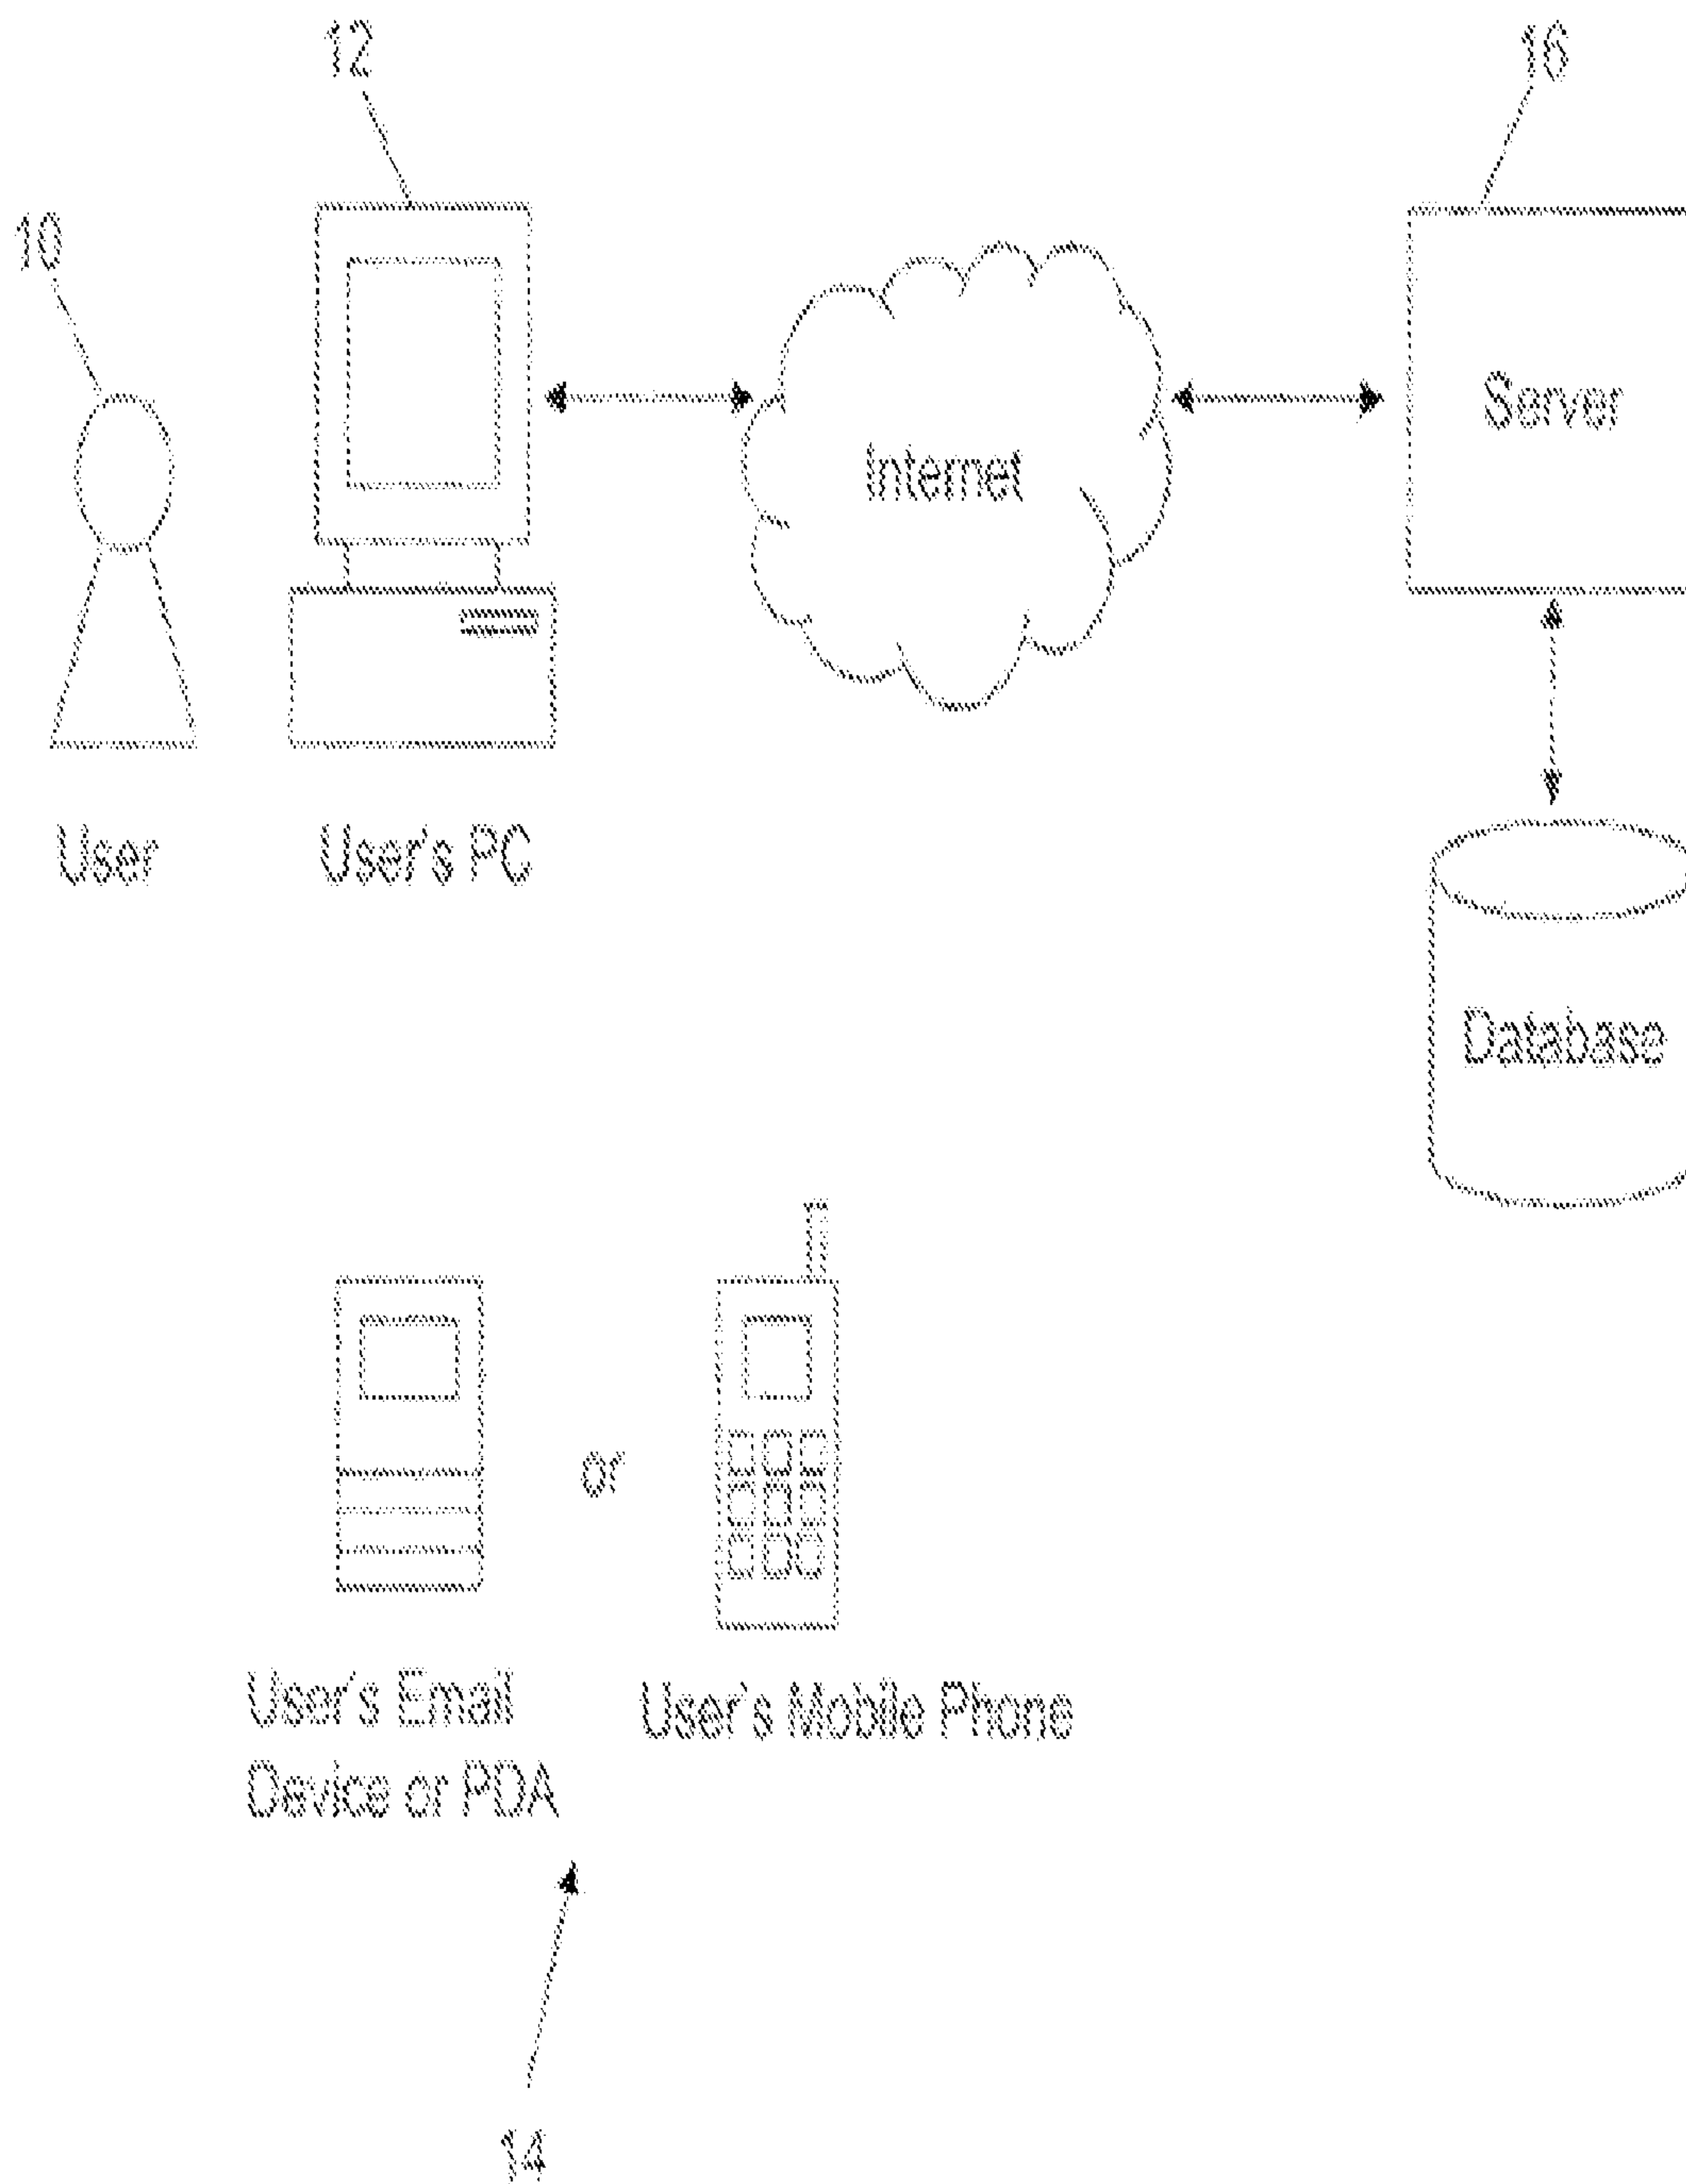 12
16
10
Server
Internet
User
User's PC
Database
or
User's Email
Device or PDA
User's Mobile Phone
14